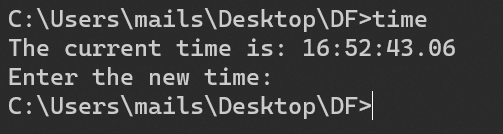 C:\Users\mails\Desktop\DF>time
The current time is: 16:52:43.06
Enter the new time:
C:\Users\mails\Desktop\DF>